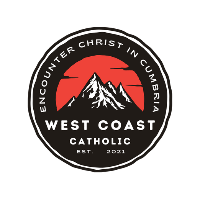 ENCOUNTER CHRIST IN CUMBRIA
WEST COAST
CATHOLIC
EST. 2021